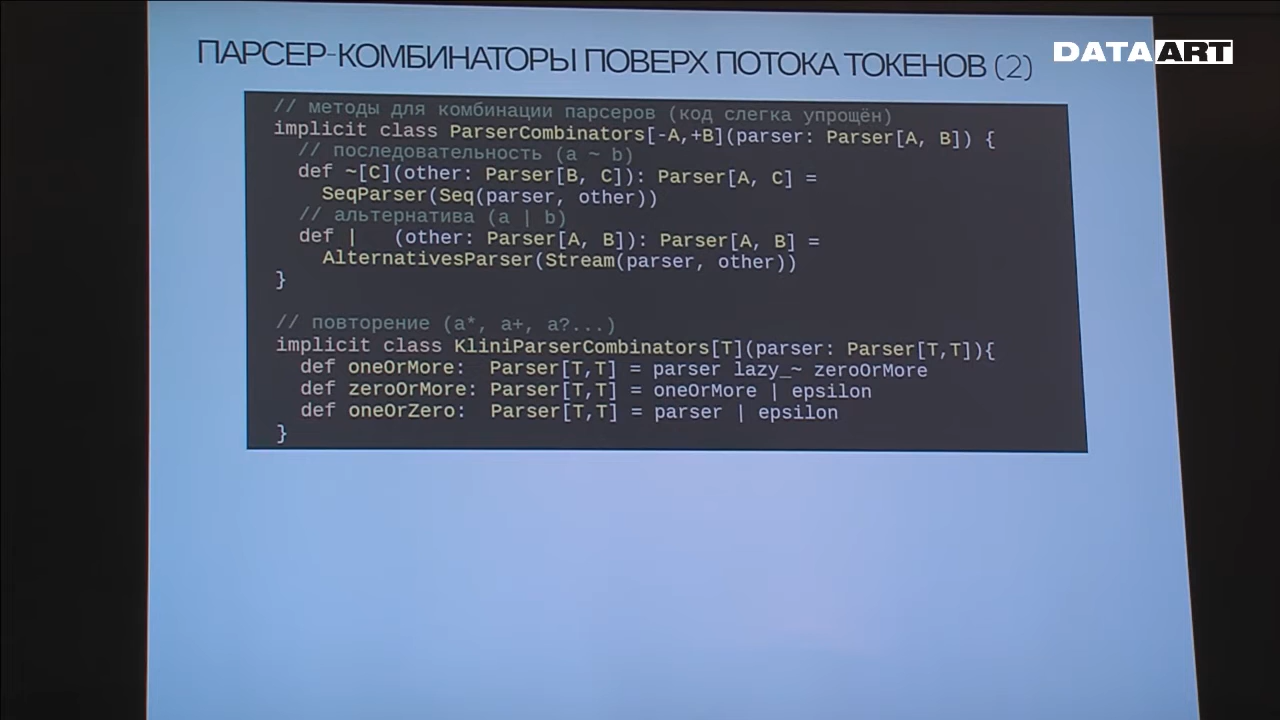 ПАРСЕР-КОМБИНАТОРЫ ПОВЕРХ ПОТОКА ТОКЕНОВ (2)
DATAART
// методы для комбинации парсеров (код слегка упрощён)
implicit class ParserCombinators[-A,+B](parser: Parser[A, B]) {
// последовательность (a ~ b)
def ~[C](other: Parser[B, C]): Parser[A, C] =
SeqParser(Seq(parser, other))
// альтернатива (a | b)
def | (other: Parser[A, B]): Parser[A, B] =
AlternativesParser(Stream(parser, other))
}
// повторение (a*, a+, a?...)
implicit class KliniParserCombinators[T](parser: Parser[T,T]){
def oneOrMore: Parser[T,T] = parser lazy_~ zeroOrMore
def zeroOrMore: Parser[T,T] = oneOrMore | epsilon
def oneOrZero: Parser[T,T] = parser | epsilon
}